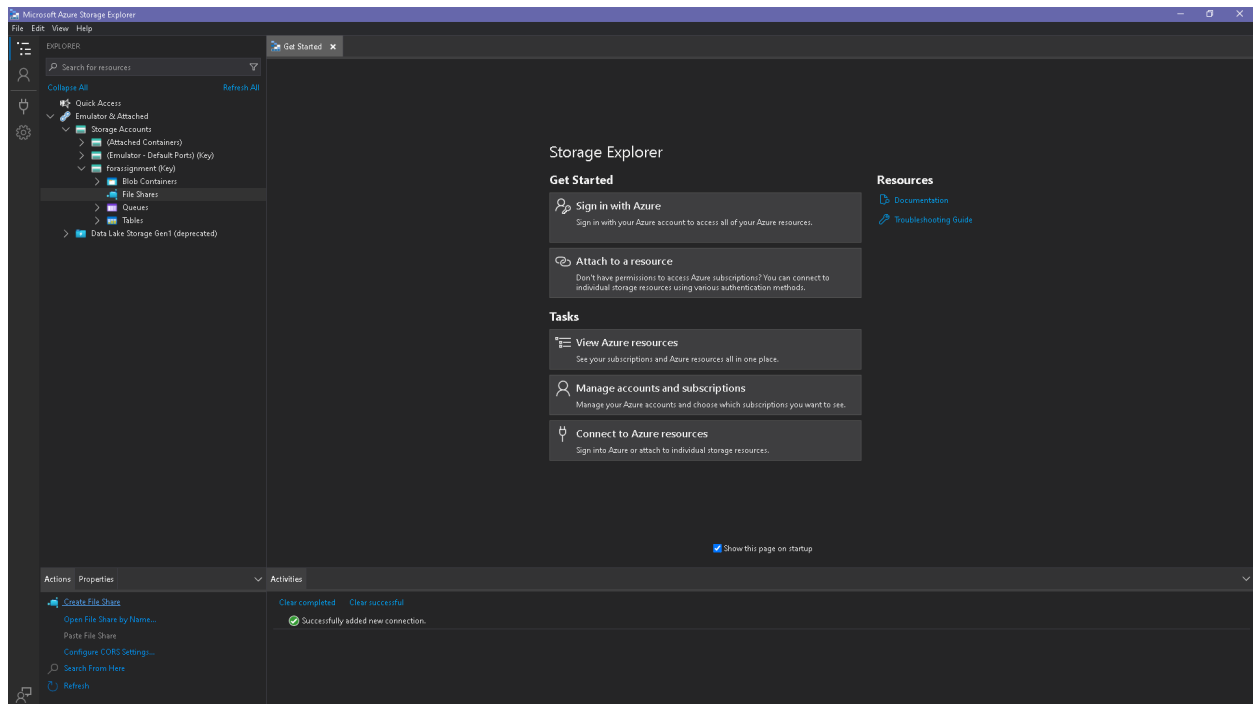 Microsoft Azure Storage Explorer
File Edit View Help
EXPLORER
Search for resources
Collapse All Refresh All
Quick Access
Emulator & Attached
Storage Accounts
(Attached Containers)
(Emulator - Default Ports) (Key)
forassignment (Key)
Blob Containers
File Shares
Queues
Tables
Data Lake Storage Gen1 (deprecated)
Get Started
Storage Explorer
Get Started
Sign in with Azure
Sign in with your Azure account to access all of your Azure resources.
Attach to a resource
Don't have permissions to access Azure subscriptions? You can connect to
individual storage resources using various authentication methods.
Tasks
View Azure resources
See your subscriptions and Azure resources all in one place.
Manage accounts and subscriptions
Manage your Azure accounts and choose which subscriptions you want to see.
Connect to Azure resources
Sign into Azure or attach to individual storage resources.
Resources
Documentation
Troubleshooting Guide
Show this page on startup
Actions Properties
Create File Share
Open File Share by Name...
Paste File Share
Configure CORS Settings...
Search From Here
Refresh
Activities
Clear completed Clear successful
Successfully added new connection.